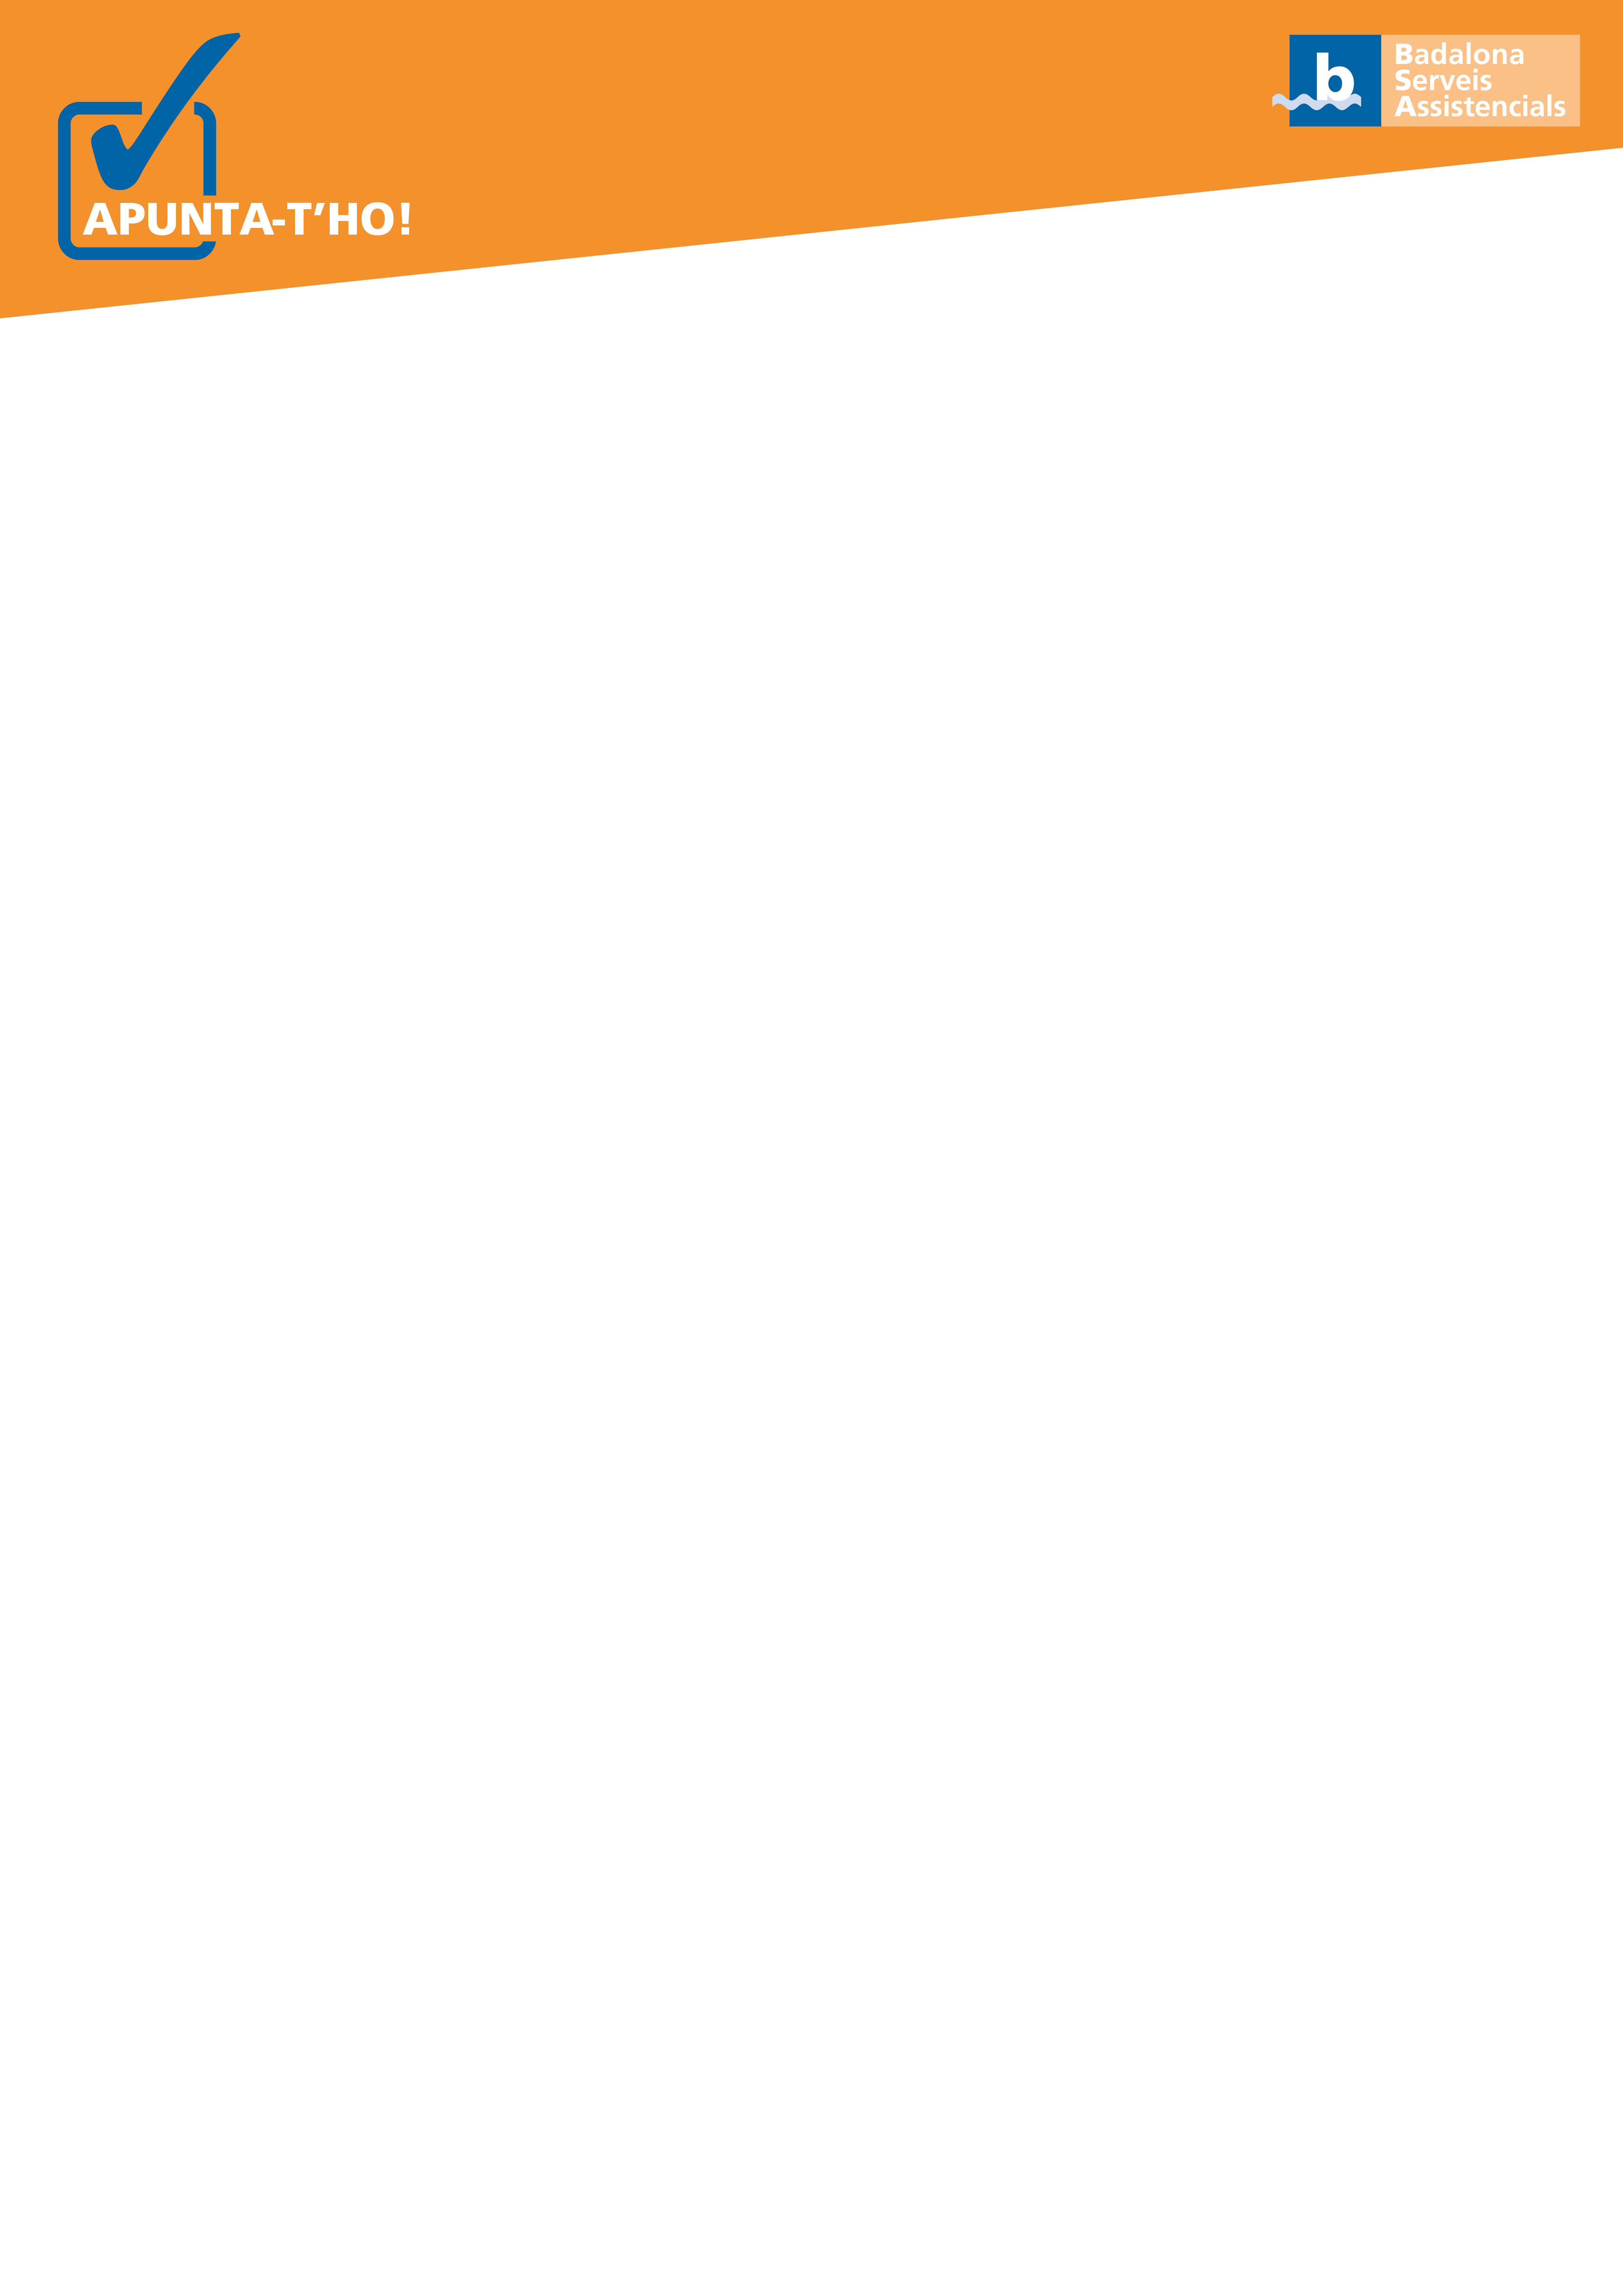 APUNTA-T’HO!
b
Badalona
Serveis
Assistencials